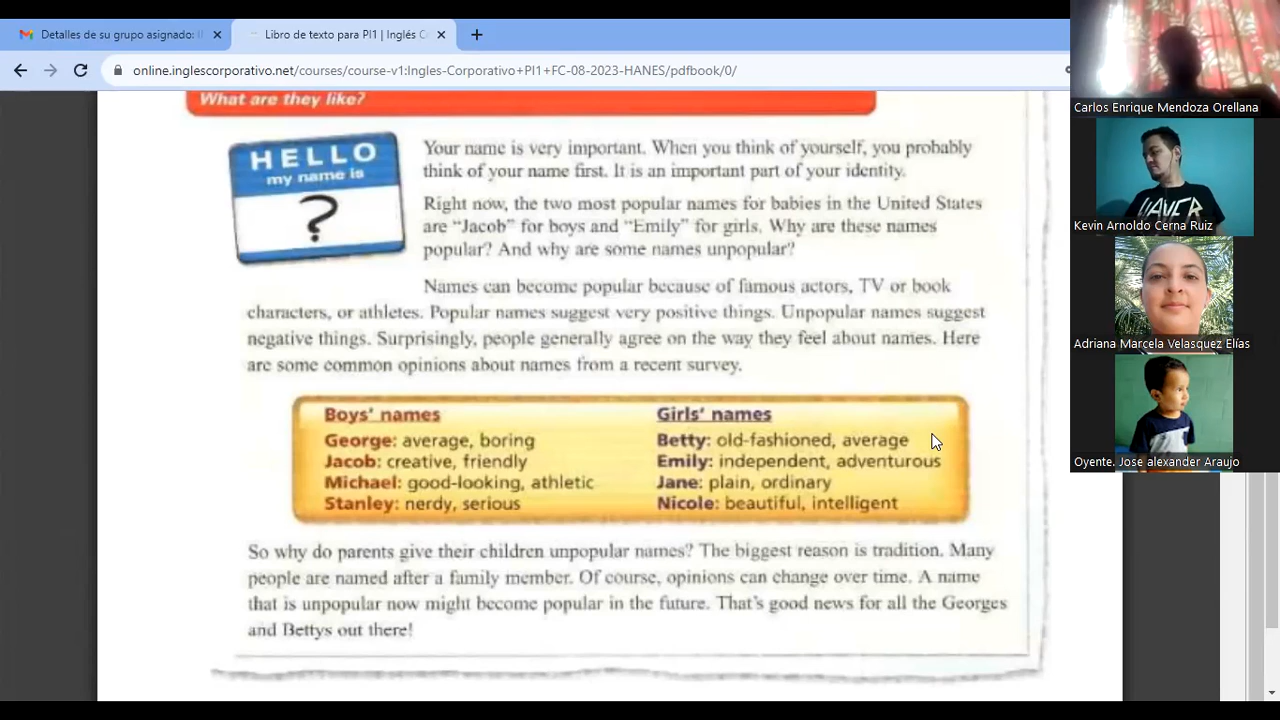 Detalles de su grupo asignado: I
Libro de texto para PI1 | Inglés C
online.inglescorporativo.net/courses/course-v1:Ingles-Corporativo+PI1+FC-08-2023-HANES/pdfbook/0/
What are they like?
HELLO
my name is
?
Your name is very important. When you think of yourself, you probably
think of your name first. It is an important part of your identity.
Right now, the two most popular names for babies in the United States
are “Jacob” for boys and “Emily” for girls. Why are these names
popular? And why are some names unpopular?
Names can become popular because of famous actors, TV or book
characters, or athletes. Popular names suggest very positive things. Unpopular names suggest
negative things. Surprisingly, people generally agree on the way they feel about names. Here
are some common opinions about names from a recent survey.
Boys' names
George: average, boring
Jacob: creative, friendly
Michael: good-looking, athletic
Stanley: nerdy, serious
Girls' names
Betty: old-fashioned, average
Emily: independent, adventurous
Jane: plain, ordinary
Nicole: beautiful, intelligent
So why do parents give their children unpopular names? The biggest reason is tradition. Many
people are named after a family member. Of course, opinions can change over time. A name
that is unpopular now might become popular in the future. That's good news for all the Georges
and Bettys out there!
Carlos Enrique Mendoza Orellana
Kevin Arnoldo Cerna Ruiz
Adriana Marcela Velasquez Elías
Oyente. Jose alexander Araujo